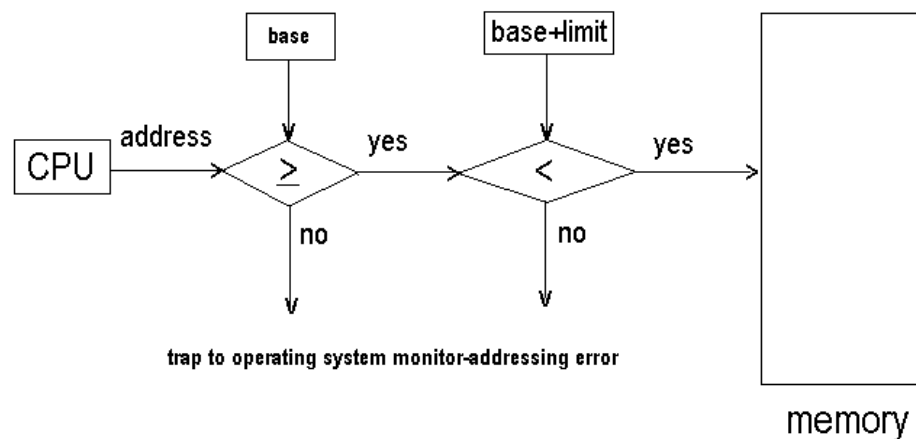 base
base+limit
address
yes
yes
CPU
≥
<
no
no
trap to operating system monitor-addressing error
memory